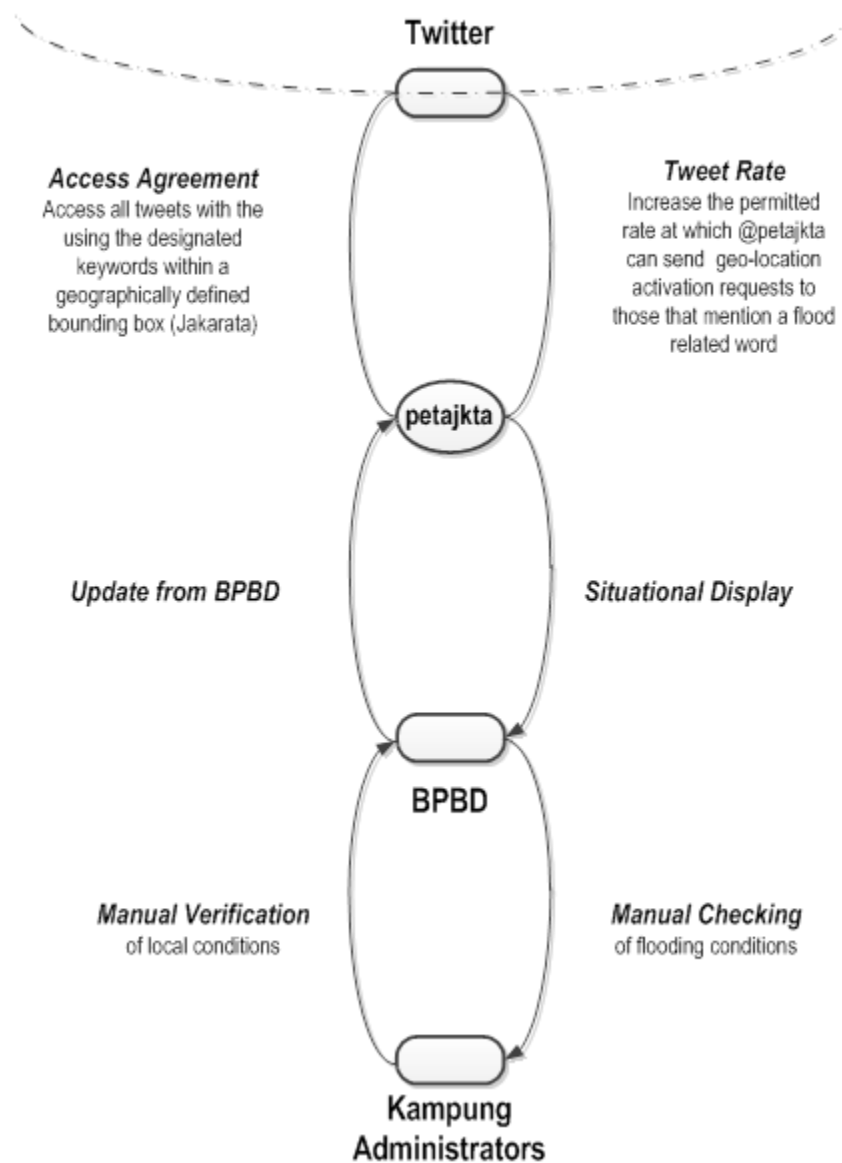 Twitter
Access Agreement
Access all tweets with the
using the designated
keywords within a
geographically defined
bounding box (Jakarata)
Tweet Rate
Increase the permitted
rate at which @petajkta
can send geo-location
activation requests to
those that mention a flood
related word
petajkta
Update from BPBD
Situational Display
BPBD
Manual Verification
of local conditions
Manual Checking
of flooding conditions
Kampung
Administrators